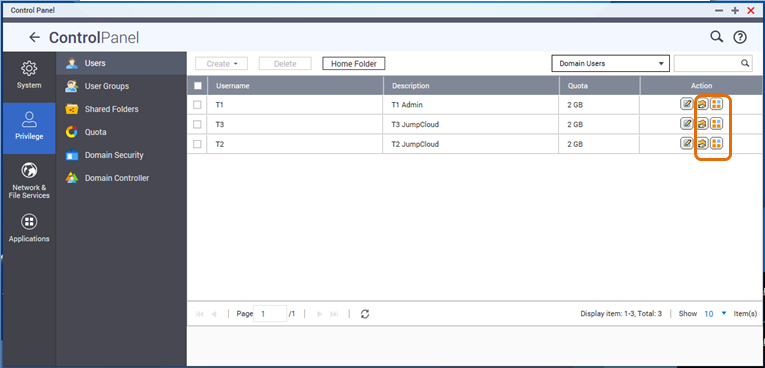 Control Panel
ControlPanel
System
Privilege
Network &
File Services
Applications
Users
User Groups
Shared Folders
Quota
Domain Security
Domain Controller
Create Delete Home Folder Domain Users
Username Description Quota Action
T1 T1 Admin 2 GB
T3 T3 JumpCloud 2 GB
T2 T2 JumpCloud 2 GB
Page 1 /1 Display item: 1-3, Total: 3 Show 10 Item(s)